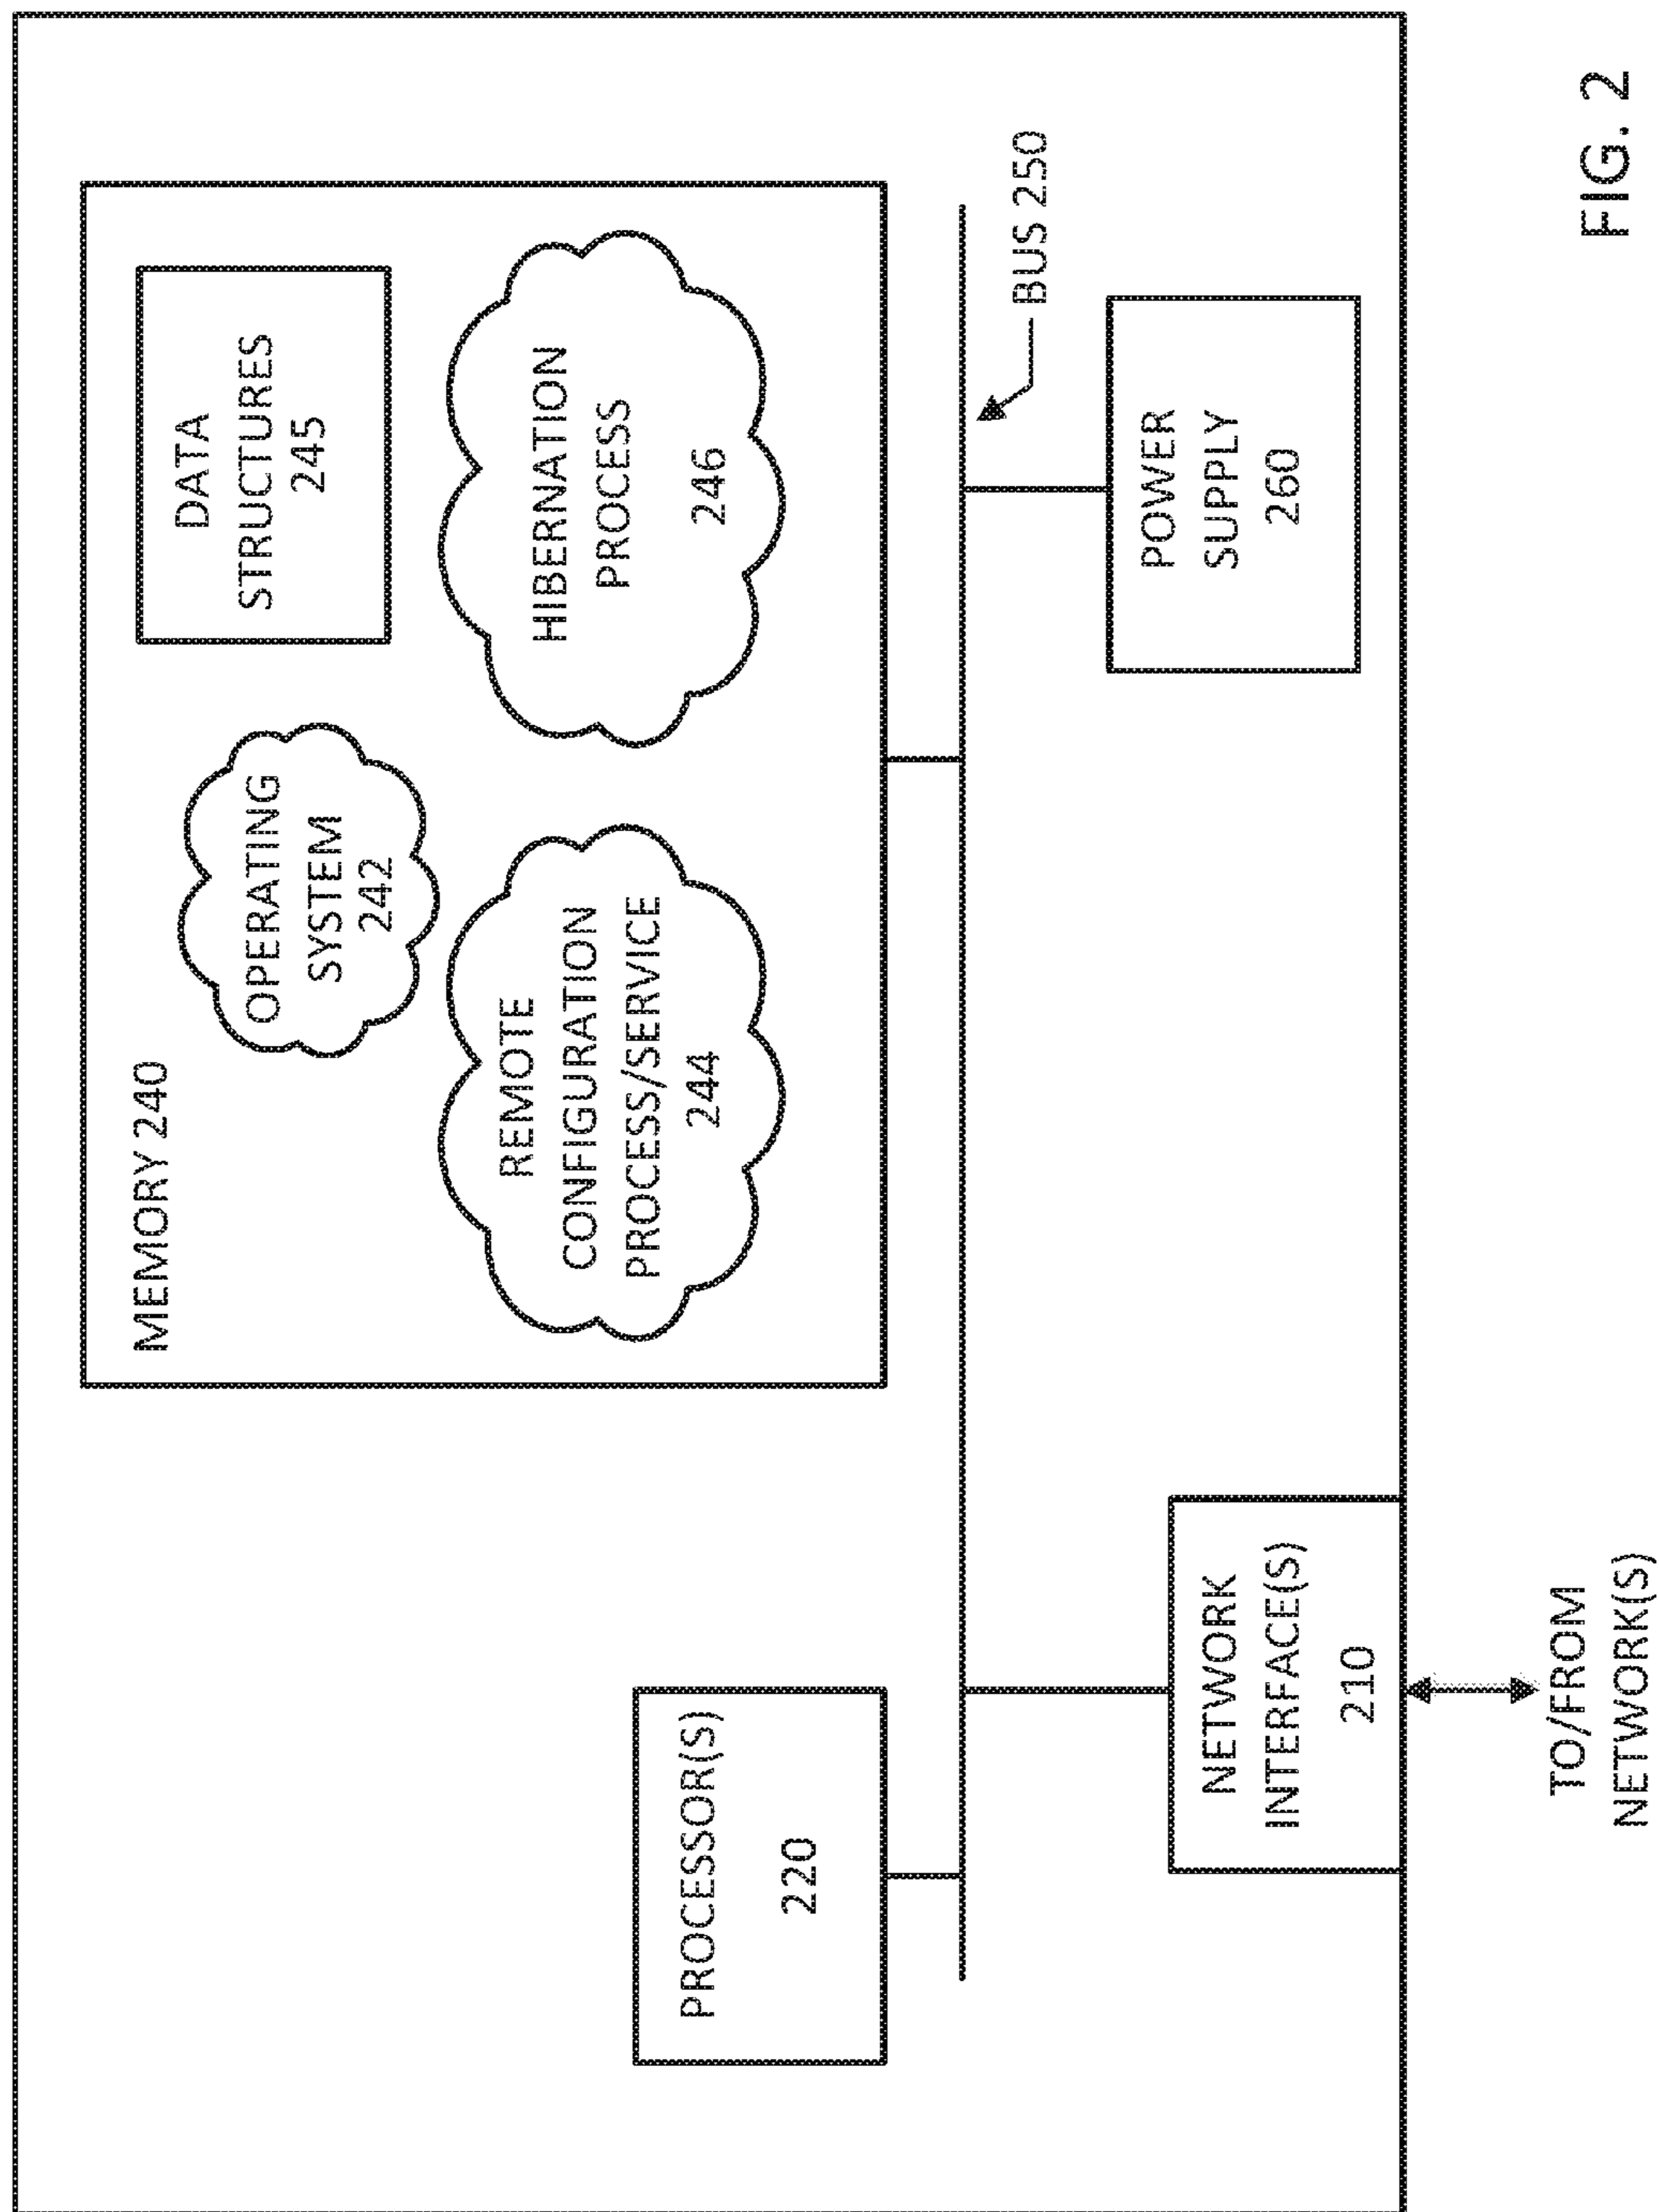 MEMORY 240
OPERATING
SYSTEM
242
DATA
STRUCTURES
245
REMOTE
CONFIGURATION
PROCESS/SERVICE
244
HIBERNATION
PROCESS
246
PROCESSOR(S)
220
BUS 250
NETWORK
INTERFACE(S)
210
POWER
SUPPLY
260
TO/FROM
NETWORK(S)
FIG. 2